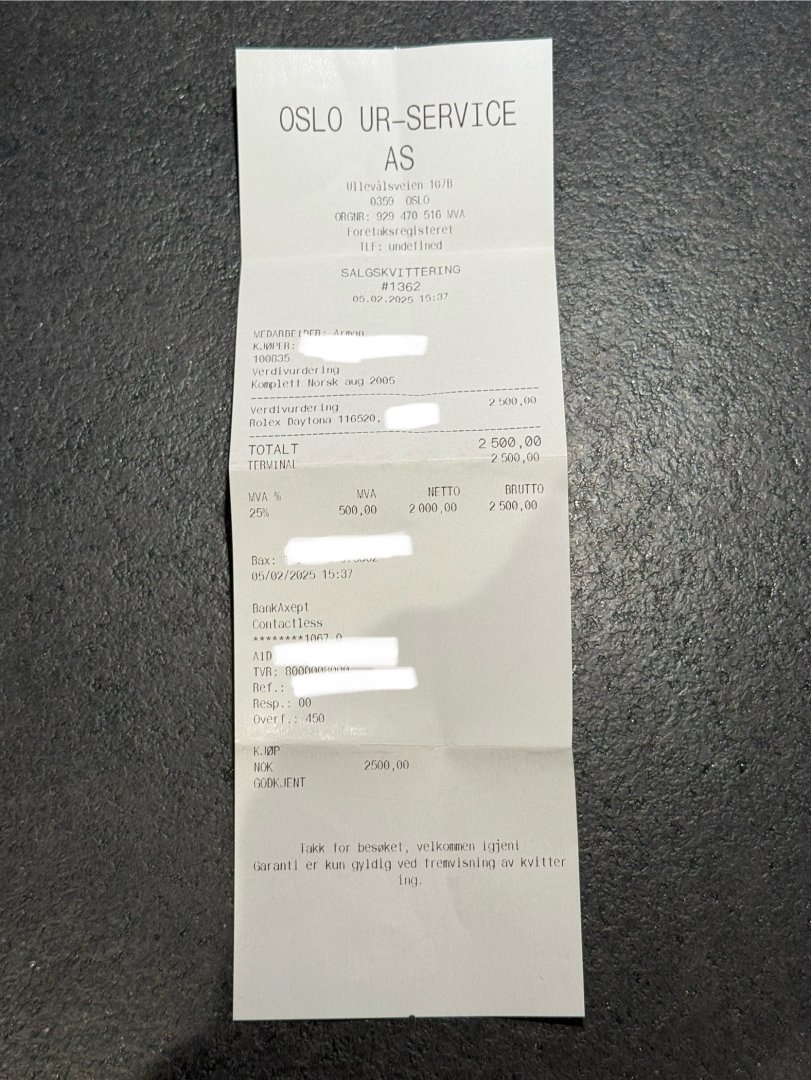 OSLO UR-SERVICE
AS
Ullevålsveien 107B
0359 OSLO
ORGNR: 929 470 516 MVA
Foretaksregisteret
TLF: undefined
SALGSKVITTERING
#1362
05.02.2025 15:37
MEDARBEIDER: Arman
KJØPER:
100835
Verdivurdering
Komplett Norsk aug 2005
Verdivurdering 2 500,00
Rolex Daytona 116520,
TOTALT 2 500,00
TERMINAL 2 500,00
MVA % MVA NETTO BRUTTO
25% 500,00 2 000,00 2 500,00
Bax:
05/02/2025 15:37
BankAxept
Contactless
********1067 0
AID
TVR: 8000008000
Ref.:
Resp.: 00
Overf.: 450
KJØP
NOK 2500,00
GODKJENT
Takk for besøket, velkommen igjen!
Garanti er kun gyldig ved fremvisning av kvitter
ing.